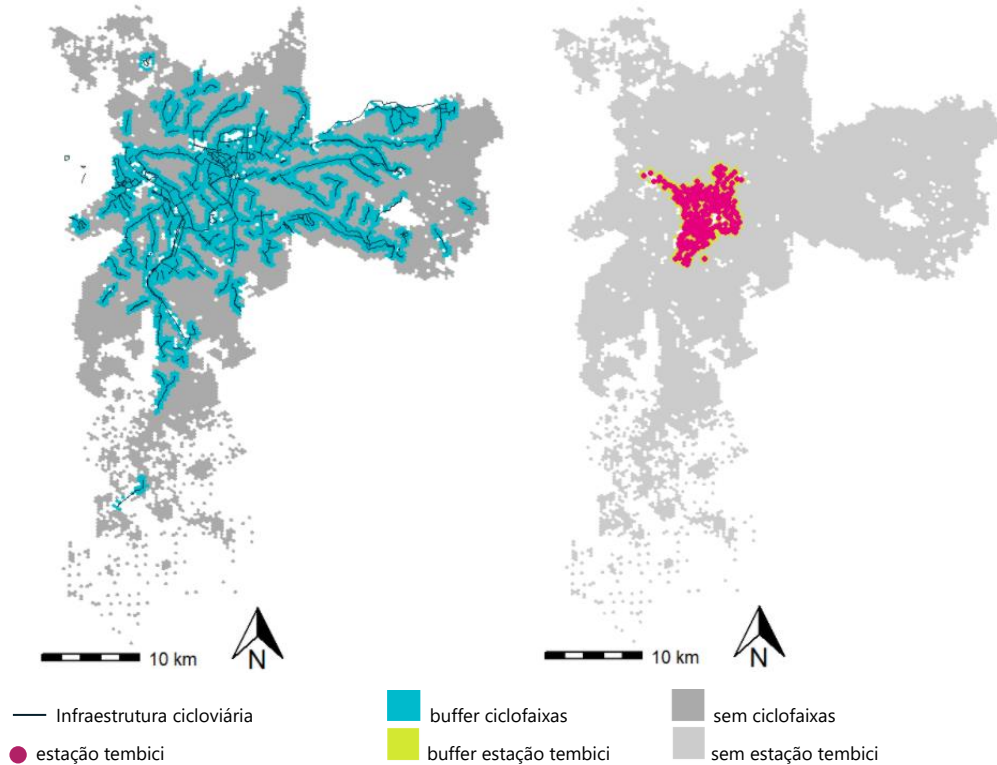 10 km
N
10 km
N
Infraestrutura cicloviária
buffer ciclofaixas
sem ciclofaixas
estação tembici
buffer estação tembici
sem estação tembici